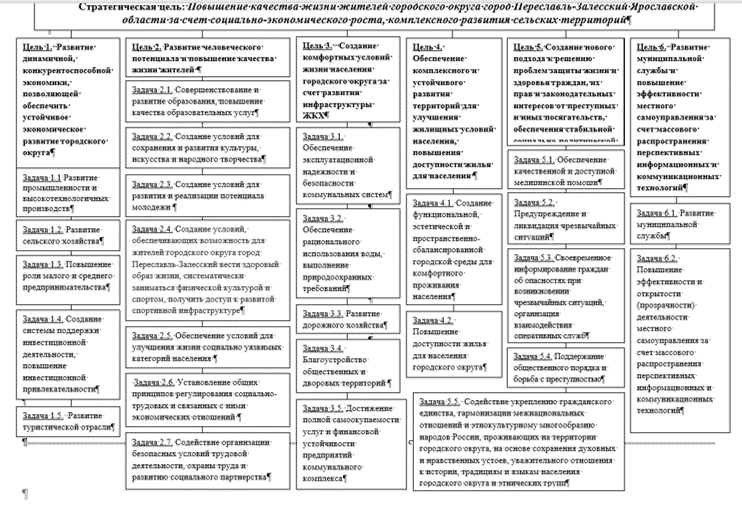 Стратегическая цель: Повышение качества жизни жителей городского округа город Переславль-Залесский Ярославской
области за счет социально-экономического роста, комплексного развития сельских территорий¶
Цель 1. Развитие
динамичной,
конкурентоспособной
экономики,
позволяющей
обеспечить
устойчивое
экономическое
развитие городского
округа¶
Задача 1.1 Развитие
промышленности и
высокотехнологичных
производств¶
Задача 1.2. Развитие
сельского хозяйства¶
Задача 1.3. Повышение
роли малого и среднего
предпринимательства¶
Задача 1.4. Создание
системы поддержки
инвестиционной
деятельности,
повышение
инвестиционной
привлекательности¶
Задача 1.5. Развитие
туристической отрасли¶
Цель 2. Развитие человеческого
потенциала и повышение качества
жизни жителей ¶
Задача 2.1. Совершенствование и
развитие образования, повышение
качества образовательных услуг¶
Задача 2.2. Создание условий для
сохранения и развития культуры,
искусства и народного творчества¶
Задача 2.3. Создание условий для
развития и реализации потенциала
молодежи ¶
Задача 2.4. Создание условий,
обеспечивающих возможность для
жителей городского округа город
Переславль-Залесский вести здоровый
образ жизни, систематически
заниматься физической культурой и
спортом, получить доступ к развитой
спортивной инфраструктуре¶
Задача 2.5. Обеспечение условий для
улучшения жизни социально уязвимых
категорий населения ¶
Задача 2.6. Установление общих
принципов регулирования социально-
трудовых и связанных с ними
экономических отношений ¶
Задача 2.7. Содействие организации
безопасных условий трудовой
деятельности, охраны труда и
развитию социального партнерства¶
Цель 3. Создание
комфортных условий
жизни населения
городского округа за
счет развития
инфраструктуры
ЖКХ¶
Задача 3.1.
Обеспечение
эксплуатационной
надежности и
безопасности
коммунальных систем¶
Задача 3.2.
Обеспечение
рационального
использования воды,
выполнение
природоохранных
требований¶
Задача 3.3. Развитие
дорожного хозяйства¶
Задача 3.4.
Благоустройство
общественных и
дворовых территорий ¶
Задача 3.5. Достижение
полной самоокупаемости
услуг и финансовой
устойчивости
предприятий
коммунального
комплекса¶
Цель 4.
Обеспечение
комплексного и
устойчивого
развития
территорий для
улучшения
жилищных условий
населения,
повышения
доступности жилья
для населения¶
Задача 4.1. Создание
функциональной,
эстетической и
пространственно-
сбалансированной
городской среды для
комфортного
проживания
населения¶
Задача 4.2.
Повышение
доступности жилья
для населения
городского округа¶
Цель 5. Создание нового
подхода к решению
проблем защиты жизни и
здоровья граждан, их
прав и законодательных
интересов от преступных
и иных посягательств,
обеспечения стабильной
социально-политической
Задача 5.1. Обеспечение
качественной и доступной
медицинской помощи¶
Задача 5.2.
Предупреждение и
ликвидация чрезвычайных
ситуаций¶
Задача 5.3. Своевременное
информирование граждан
об опасностях при
возникновении
чрезвычайных ситуаций,
организация
взаимодействия
оперативных служб¶
Задача 5.4. Поддержание
общественного порядка и
борьба с преступностью¶
Задача 5.5. Содействие укреплению гражданского
единства, гармонизации межнациональных
отношений и этнокультурному многообразию
народов России, проживающих на территории
городского округа, на основе сохранения духовных
и нравственных устоев, уважительного отношения
к истории, традициям и языкам населения
городского округа и этнических групп¶
Цель 6. Развитие
муниципальной
службы и
повышение
эффективности
местного
самоуправления за
счет массового
распространения
перспективных
информационных и
коммуникационных
технологий¶
Задача 6.1. Развитие
муниципальной
службы¶
Задача 6.2.
Повышение
эффективности и
открытости
(прозрачности)
деятельности
местного
самоуправления за
счет массового
распространения
перспективных
информационных и
коммуникационных
технологий¶
¶